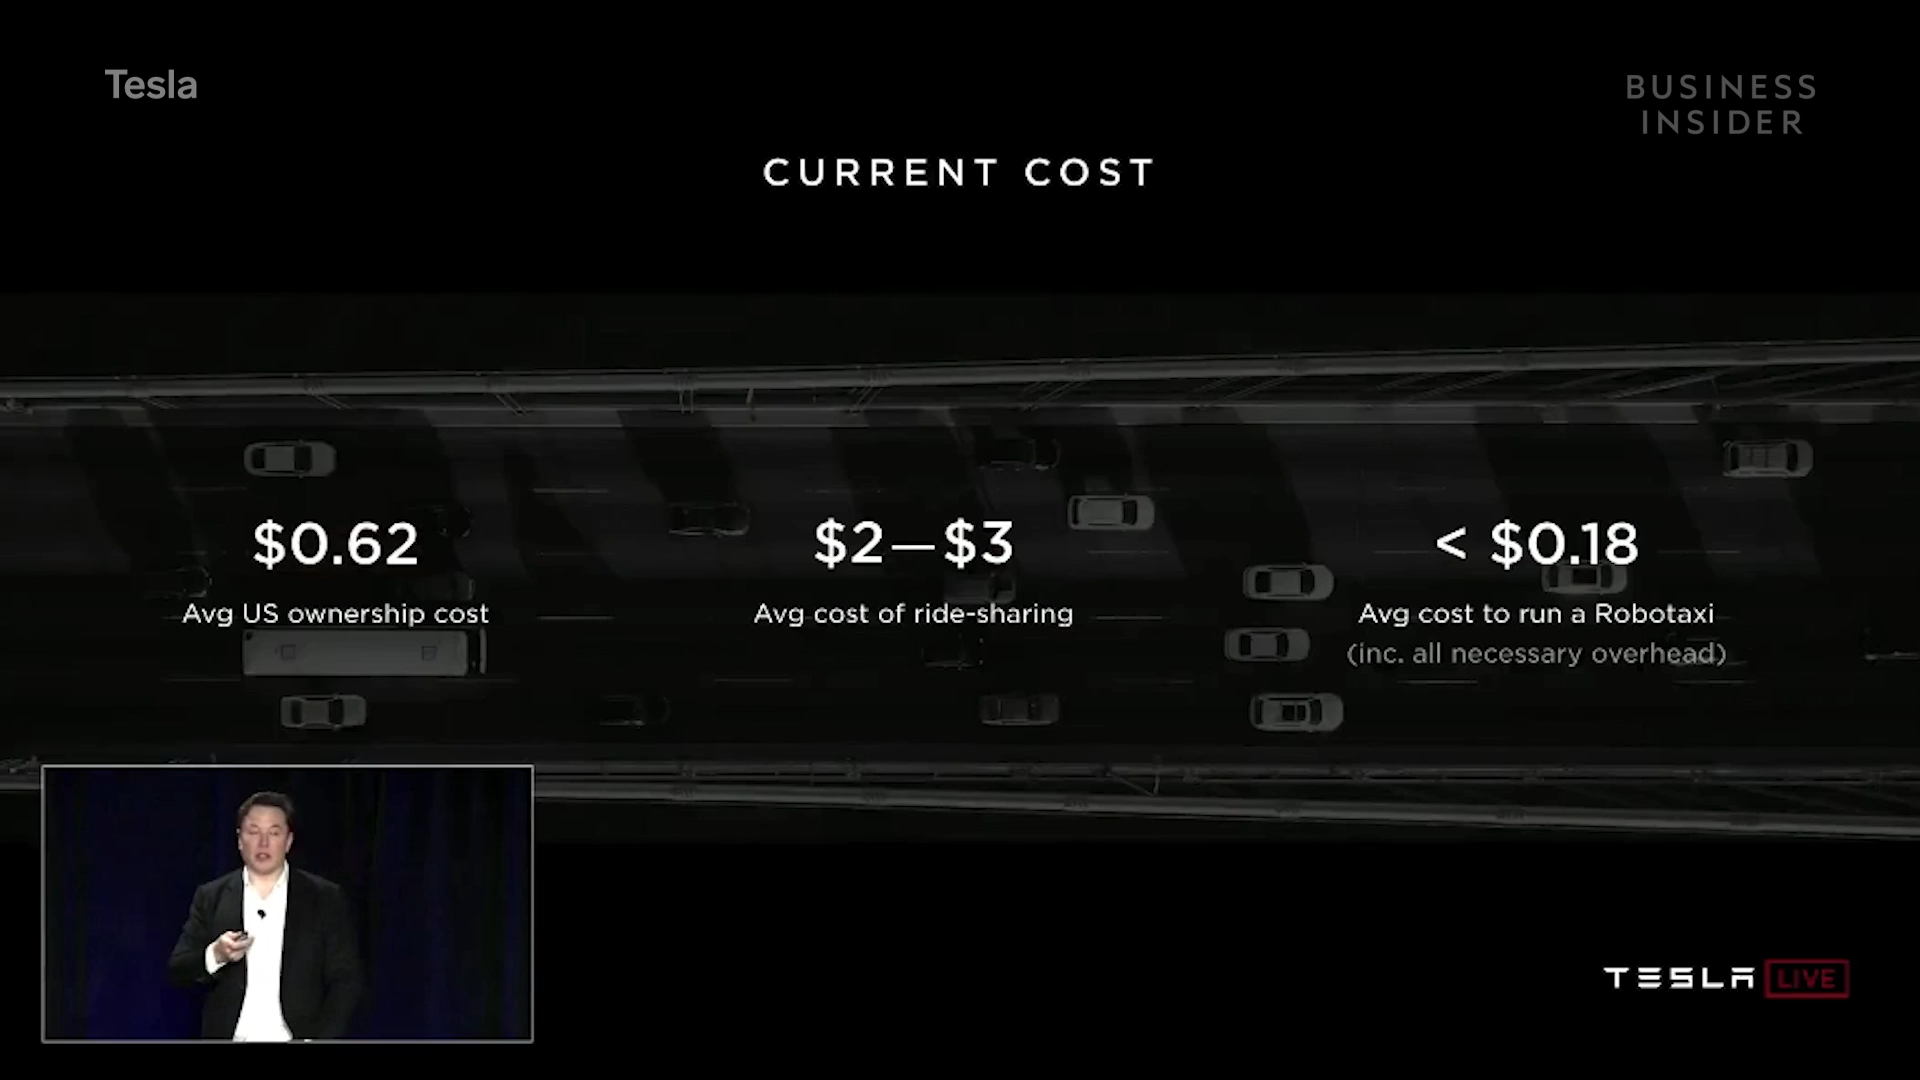 Tesla
BUSINESS
INSIDER
CURRENT COST
$0.62
Avg US ownership cost
$2—$3
Avg cost of ride-sharing
< $0.18
Avg cost to run a Robotaxi
(inc. all necessary overhead)
TESLA LIVE